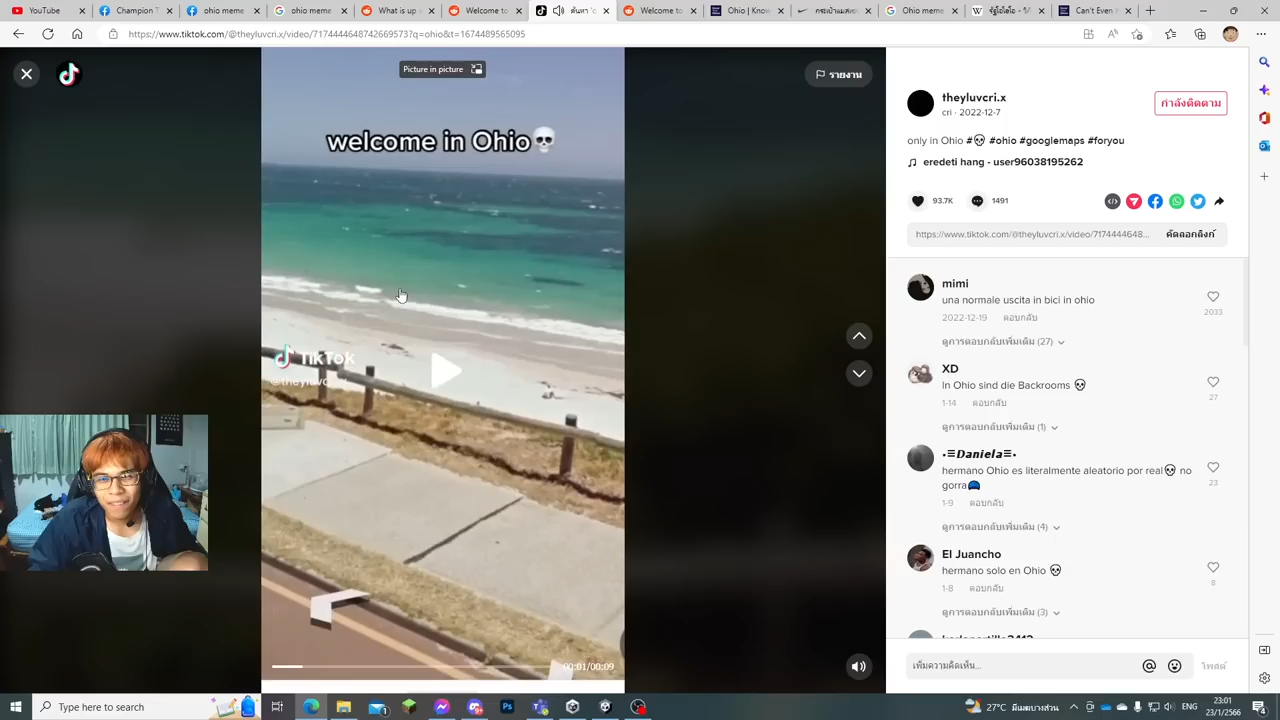 YouTube
Champion T
Ohio meme
What is up
Welcome to
Ohio | Know
Ohio meme
Welcome to
Ohio | Know
https://www.tiktok.com/@theyluvcri.x/video/7174444648742669573?q=ohio&t=1674489565095
Picture in picture
รายงาน
welcome in Ohio💀
TikTok
00:01/00:09
theyluvcri.x
cri · 2022-12-7
กำลังติดตาม
only in Ohio #💀 #ohio #googlemaps #foryou
eredeti hang - user96038195262
93.7K
1491
https://www.tiktok.com/@theyluvcri.x/video/7174444648...
คัดลอกลิงก์
mimi
una normale uscita in bici in ohio
2022-12-19 ตอบกลับ
2033
ดูการตอบกลับเพิ่มเติม (27)
XD
In Ohio sind die Backrooms 💀
1-14 ตอบกลับ
27
ดูการตอบกลับเพิ่มเติม (1)
•≡Daniela≡•
hermano Ohio es literalmente aleatorio por real💀 no
gorra🧢
1-9 ตอบกลับ
23
ดูการตอบกลับเพิ่มเติม (4)
El Juancho
hermano solo en Ohio 💀
1-8 ตอบกลับ
8
ดูการตอบกลับเพิ่มเติม (3)
เพิ่มความคิดเห็น...
โพสต์
Type here to search
27°C มีเมฆบางส่วน
ENG
23:01
23/1/2566